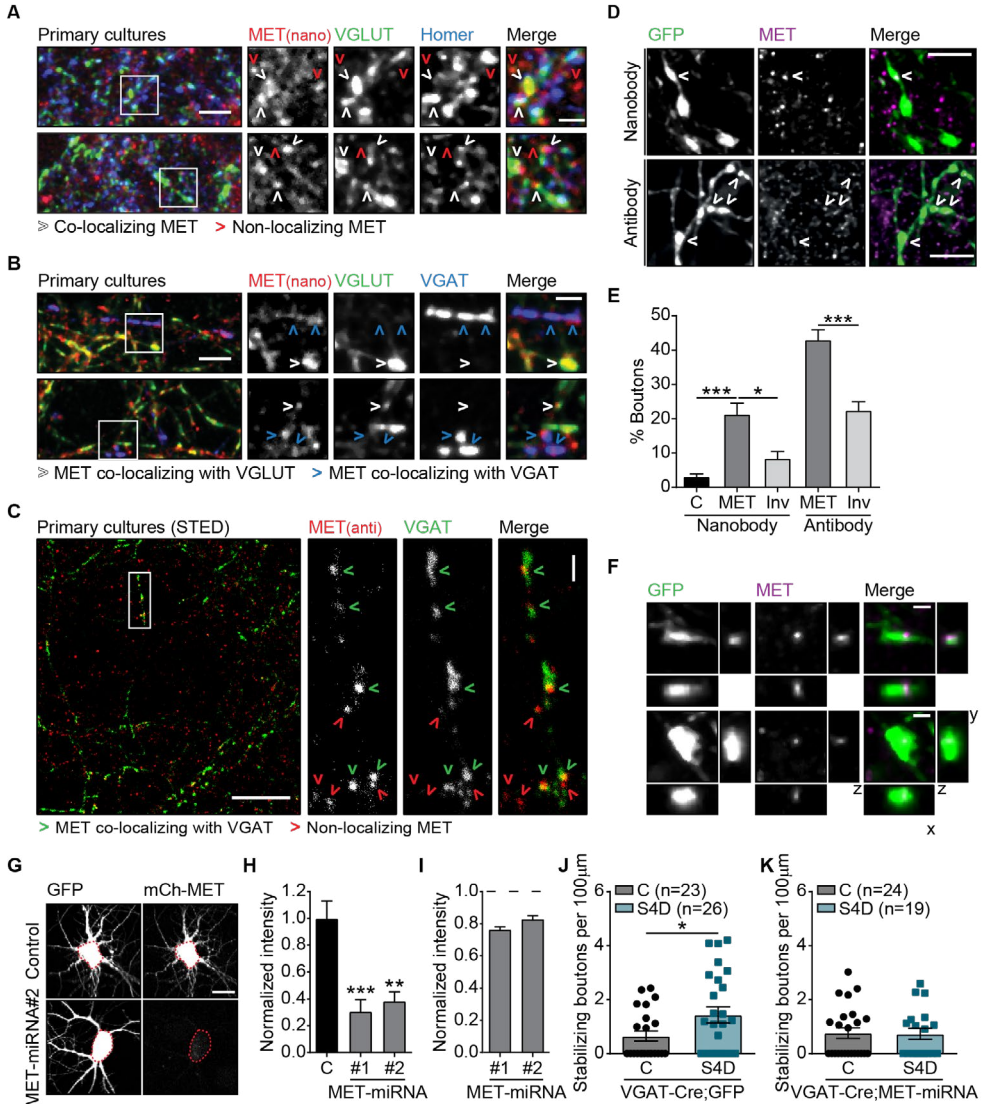 A
Primary cultures MET(nano) VGLUT Homer Merge
> Co-localizing MET > Non-localizing MET
B
Primary cultures MET(nano) VGLUT VGAT Merge
> MET co-localizing with VGLUT > MET co-localizing with VGAT
C
Primary cultures (STED) MET(anti) VGAT Merge
> MET co-localizing with VGAT > Non-localizing MET
D
GFP MET Merge
Nanobody
Antibody
E
% Boutons
50
40
30
20
10
0
*** * ***
C MET Inv MET Inv
Nanobody Antibody
F
GFP MET Merge
y
z z
x
G
GFP mCh-MET
Control
MET-miRNA#2
H
Normalized intensity
1.2
1.0
0.8
0.6
0.4
0.2
0.0
*** **
C #1 #2
MET-miRNA
I
Normalized intensity
1.0
0.8
0.6
0.4
0.2
0.0
#1 #2
MET-miRNA
J
Stabilizing boutons per 100µm
6
4
2
0
C (n=23)
S4D (n=26)
*
C S4D
VGAT-Cre;GFP
K
Stabilizing boutons per 100µm
6
4
2
0
C (n=24)
S4D (n=19)
C S4D
VGAT-Cre;MET-miRNA